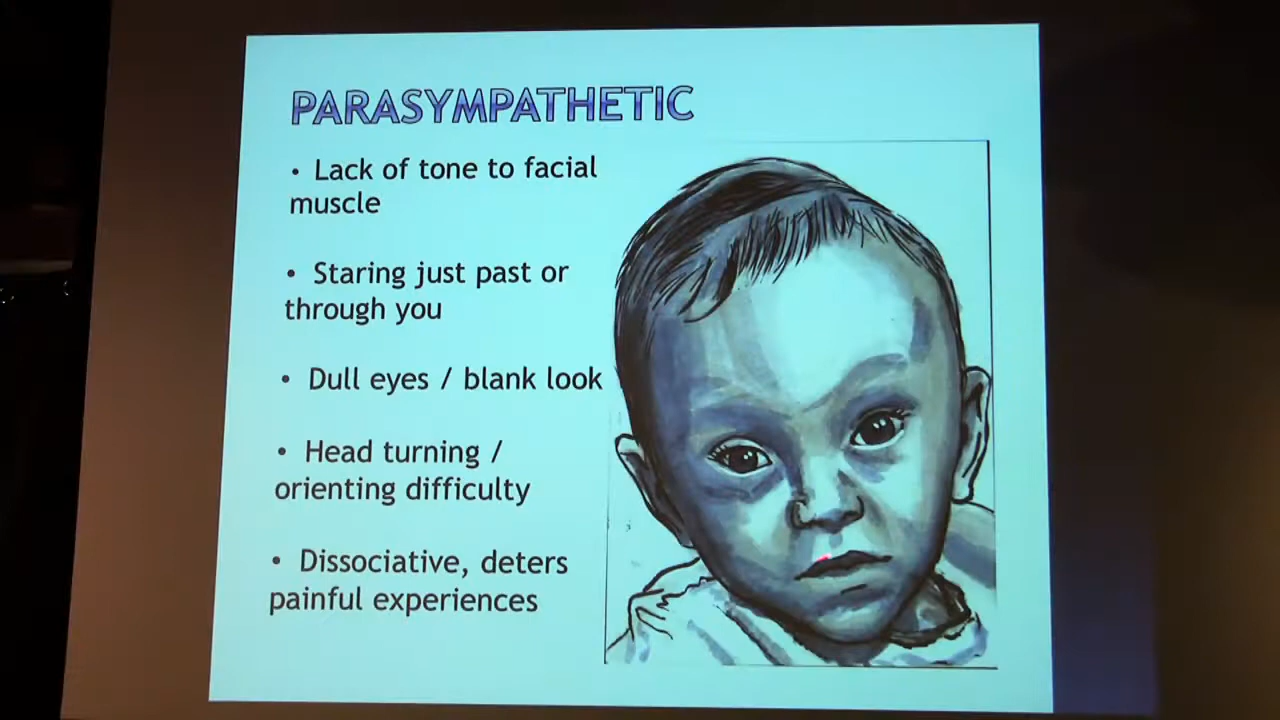 PARASYMPATHETIC
• Lack of tone to facial
muscle
• Staring just past or
through you
• Dull eyes / blank look
• Head turning /
orienting difficulty
• Dissociative, deters
painful experiences